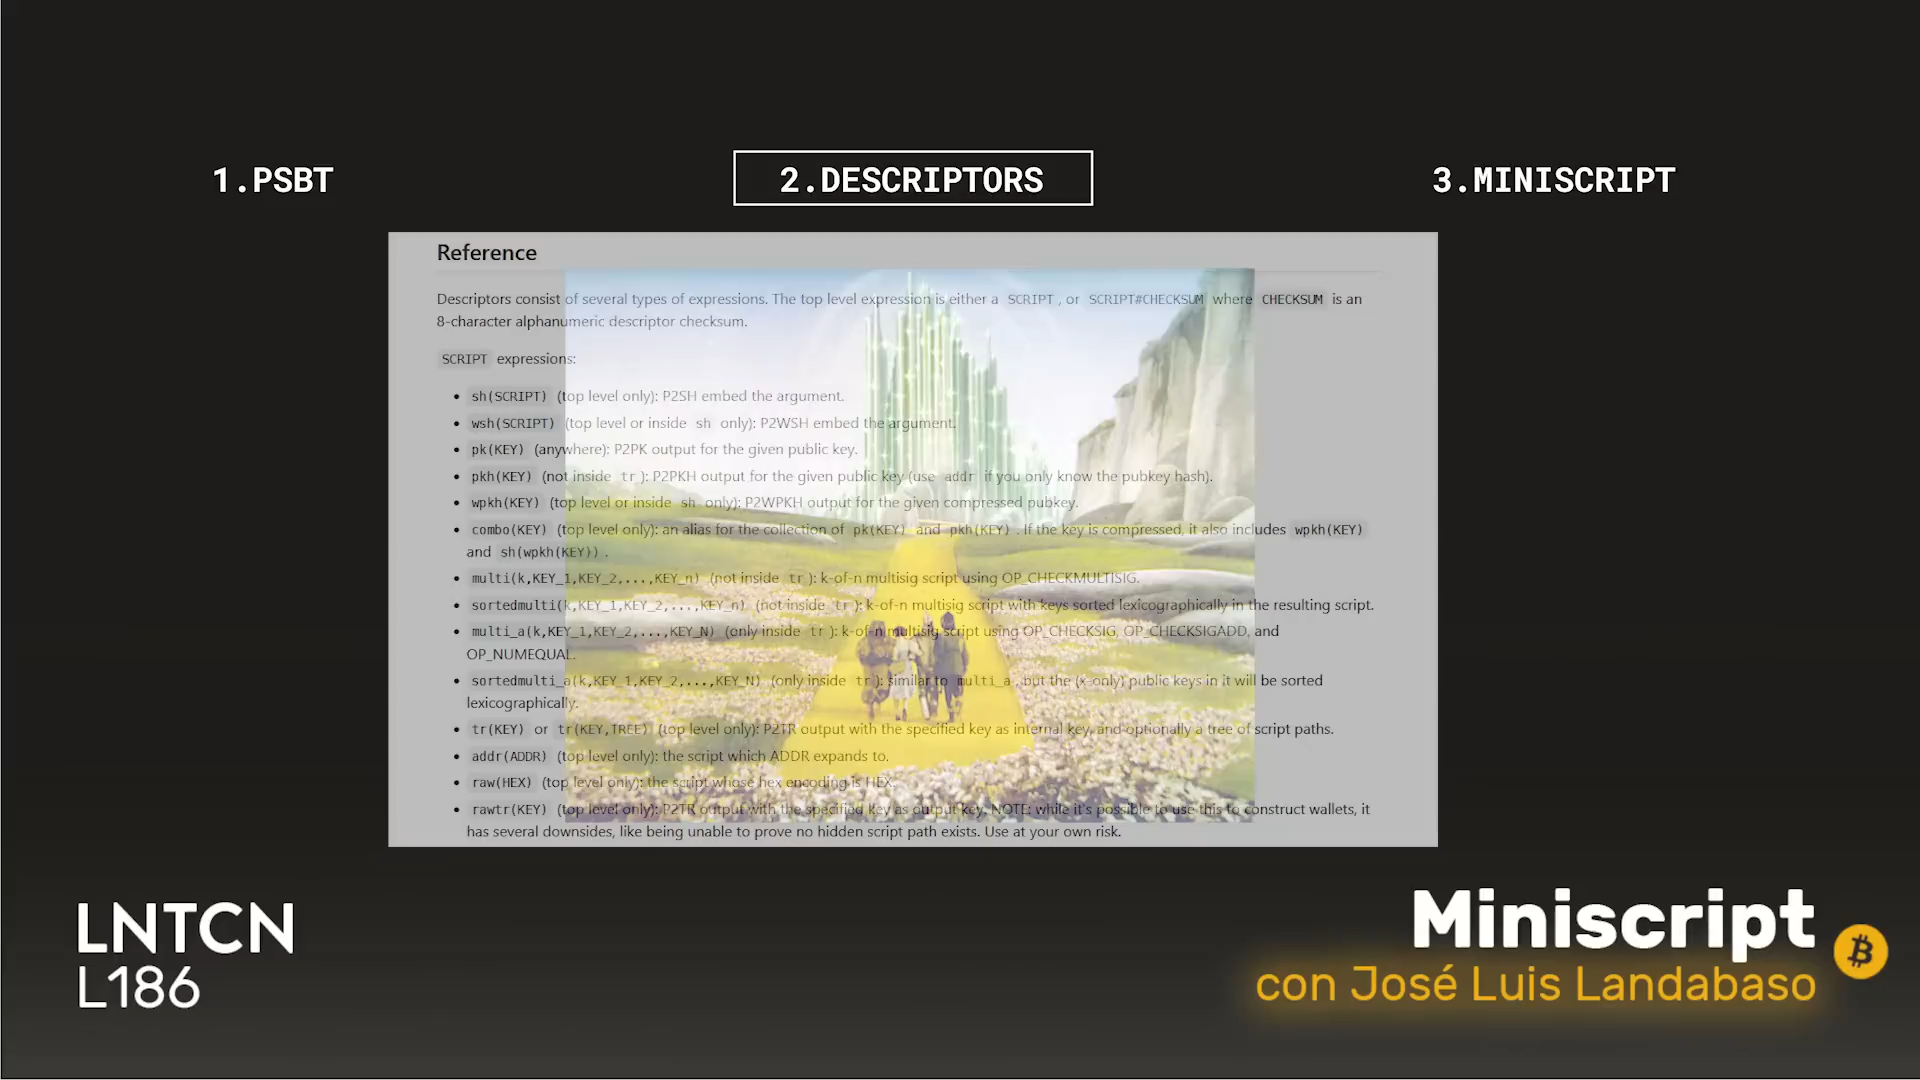 1.PSBT
2.DESCRIPTORS
3.MINISCRIPT
Reference
Descriptors consist of several types of expressions. The top level expression is either a SCRIPT, or SCRIPT#CHECKSUM where CHECKSUM is an
8-character alphanumeric descriptor checksum.
SCRIPT expressions:
• sh(SCRIPT) (top level only): P2SH embed the argument.
• wsh(SCRIPT) (top level or inside sh only): P2WSH embed the argument.
• pk(KEY) (anywhere): P2PK output for the given public key.
• pkh(KEY) (not inside tr): P2PKH output for the given public key (use addr if you only know the pubkey hash).
• wpkh(KEY) (top level or inside sh only): P2WPKH output for the given compressed pubkey.
• combo(KEY) (top level only): an alias for the collection of pk(KEY) and pkh(KEY). If the key is compressed, it also includes wpkh(KEY)
and sh(wpkh(KEY)).
• multi(k,KEY_1,KEY_2,...,KEY_n) (not inside tr): k-of-n multisig script using OP_CHECKMULTISIG.
• sortedmulti(k,KEY_1,KEY_2,...,KEY_n) (not inside tr): k-of-n multisig script with keys sorted lexicographically in the resulting script.
• multi_a(k,KEY_1,KEY_2,...,KEY_N) (only inside tr): k-of-n multisig script using OP_CHECKSIG, OP_CHECKSIGADD, and
OP_NUMEQUAL.
• sortedmulti_a(k,KEY_1,KEY_2,...,KEY_N) (only inside tr): similar to multi_a, but the (x-only) public keys in it will be sorted
lexicographically.
• tr(KEY) or tr(KEY,TREE) (top level only): P2TR output with the specified key as internal key, and optionally a tree of script paths.
• addr(ADDR) (top level only): the script which ADDR expands to.
• raw(HEX) (top level only): the script whose hex encoding is HEX.
• rawtr(KEY) (top level only): P2TR output with the specified key as output key. NOTE: while it's possible to use this to construct wallets, it
has several downsides, like being unable to prove no hidden script path exists. Use at your own risk.
LNTCN
L186
Miniscript
con José Luis Landabaso